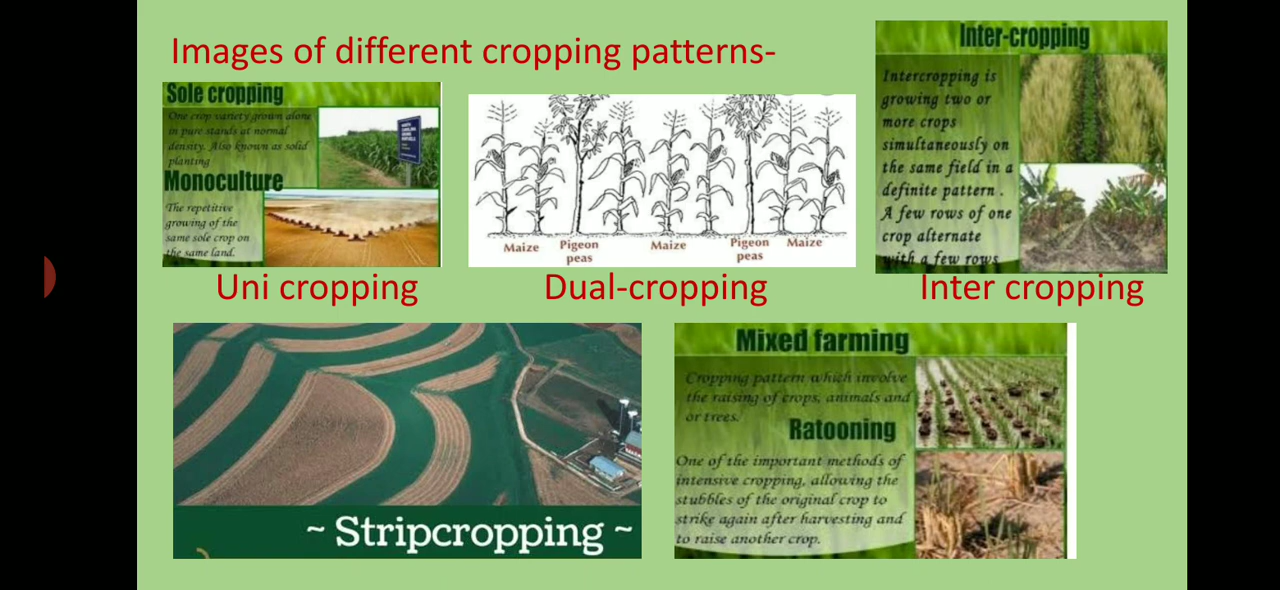 Images of different cropping patterns-
Sole cropping
One crop variety grown alone
in pure stands at normal
density. Also known as solid
planting
Monoculture
The repetitive
growing of the
same sole crop on
the same land.
Uni cropping
Maize
Pigeon
peas
Maize
Pigeon
peas
Maize
Dual-cropping
Inter-cropping
Intercropping is
growing two or
more crops
simultaneously on
the same field in a
definite pattern .
A few rows of one
crop alternate
with a few rows
Inter cropping
~ Stripcropping ~
Mixed farming
Cropping pattern which involve
the raising of crops, animals and
or trees.
Ratooning
One of the important methods of
intensive cropping, allowing the
stubbles of the original crop to
strike again after harvesting and
to raise another crop.